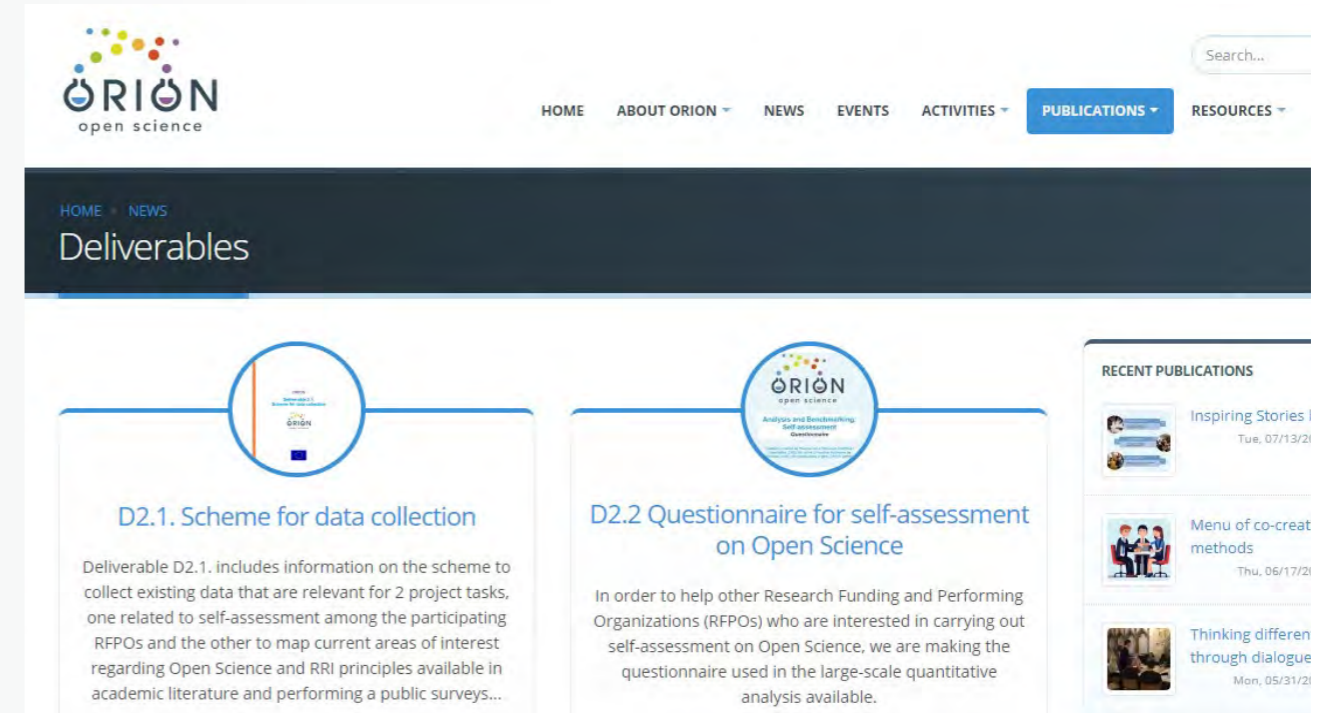 ORION
open science
Search...
HOME ABOUT ORION NEWS EVENTS ACTIVITIES PUBLICATIONS RESOURCES
HOME NEWS
Deliverables
D2.1. Scheme for data collection
Deliverable D2.1. includes information on the scheme to
collect existing data that are relevant for 2 project tasks,
one related to self-assessment among the participating
RFPOs and the other to map current areas of interest
regarding Open Science and RRI principles available in
academic literature and performing a public surveys...
ORION
open science
Analysis and Benchmarking:
Self-assessment
Questionnaire
D2.2 Questionnaire for self-assessment
on Open Science
In order to help other Research Funding and Performing
Organizations (RFPOs) who are interested in carrying out
self-assessment on Open Science, we are making the
questionnaire used in the large-scale quantitative
analysis available.
RECENT PUBLICATIONS
Inspiring Stories
Tue, 07/13/20
Menu of co-creat
methods
Thu, 06/17/20
Thinking differen
through dialogue
Mon, 05/31/20